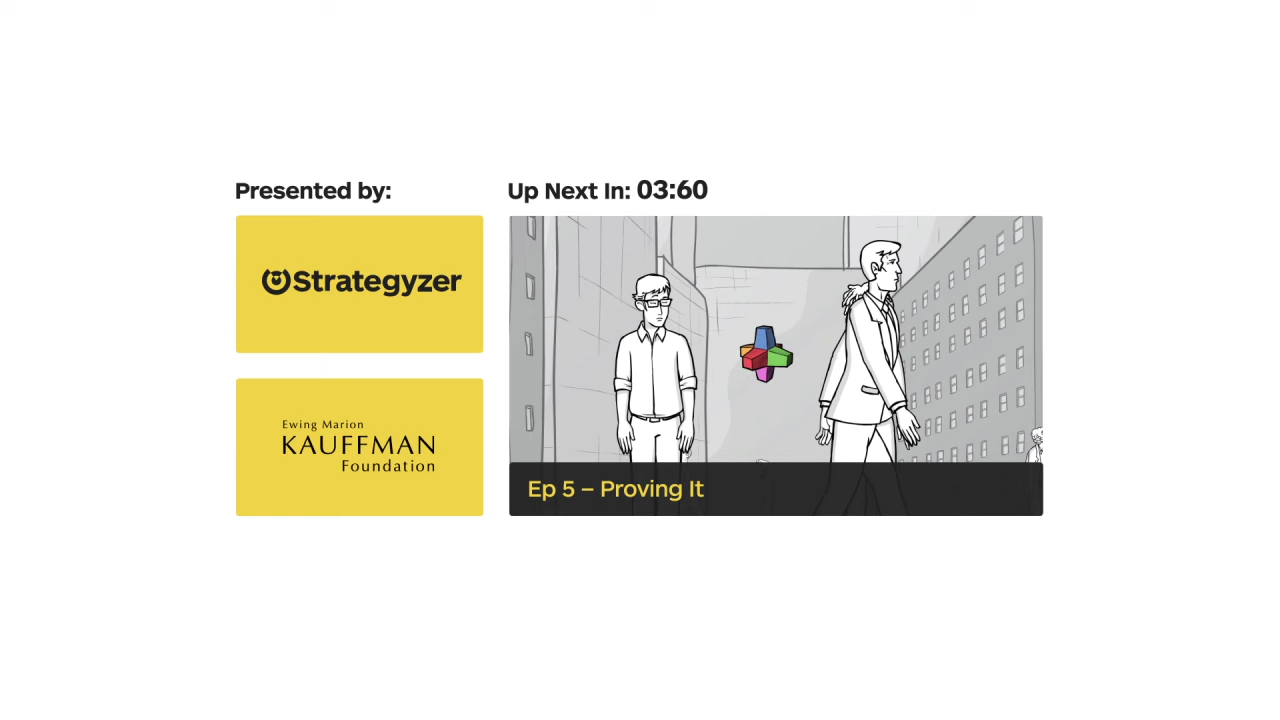 Presented by:
Strategyzer
Ewing Marion
KAUFFMAN
Foundation
Up Next In: 03:60
Ep 5 – Proving It